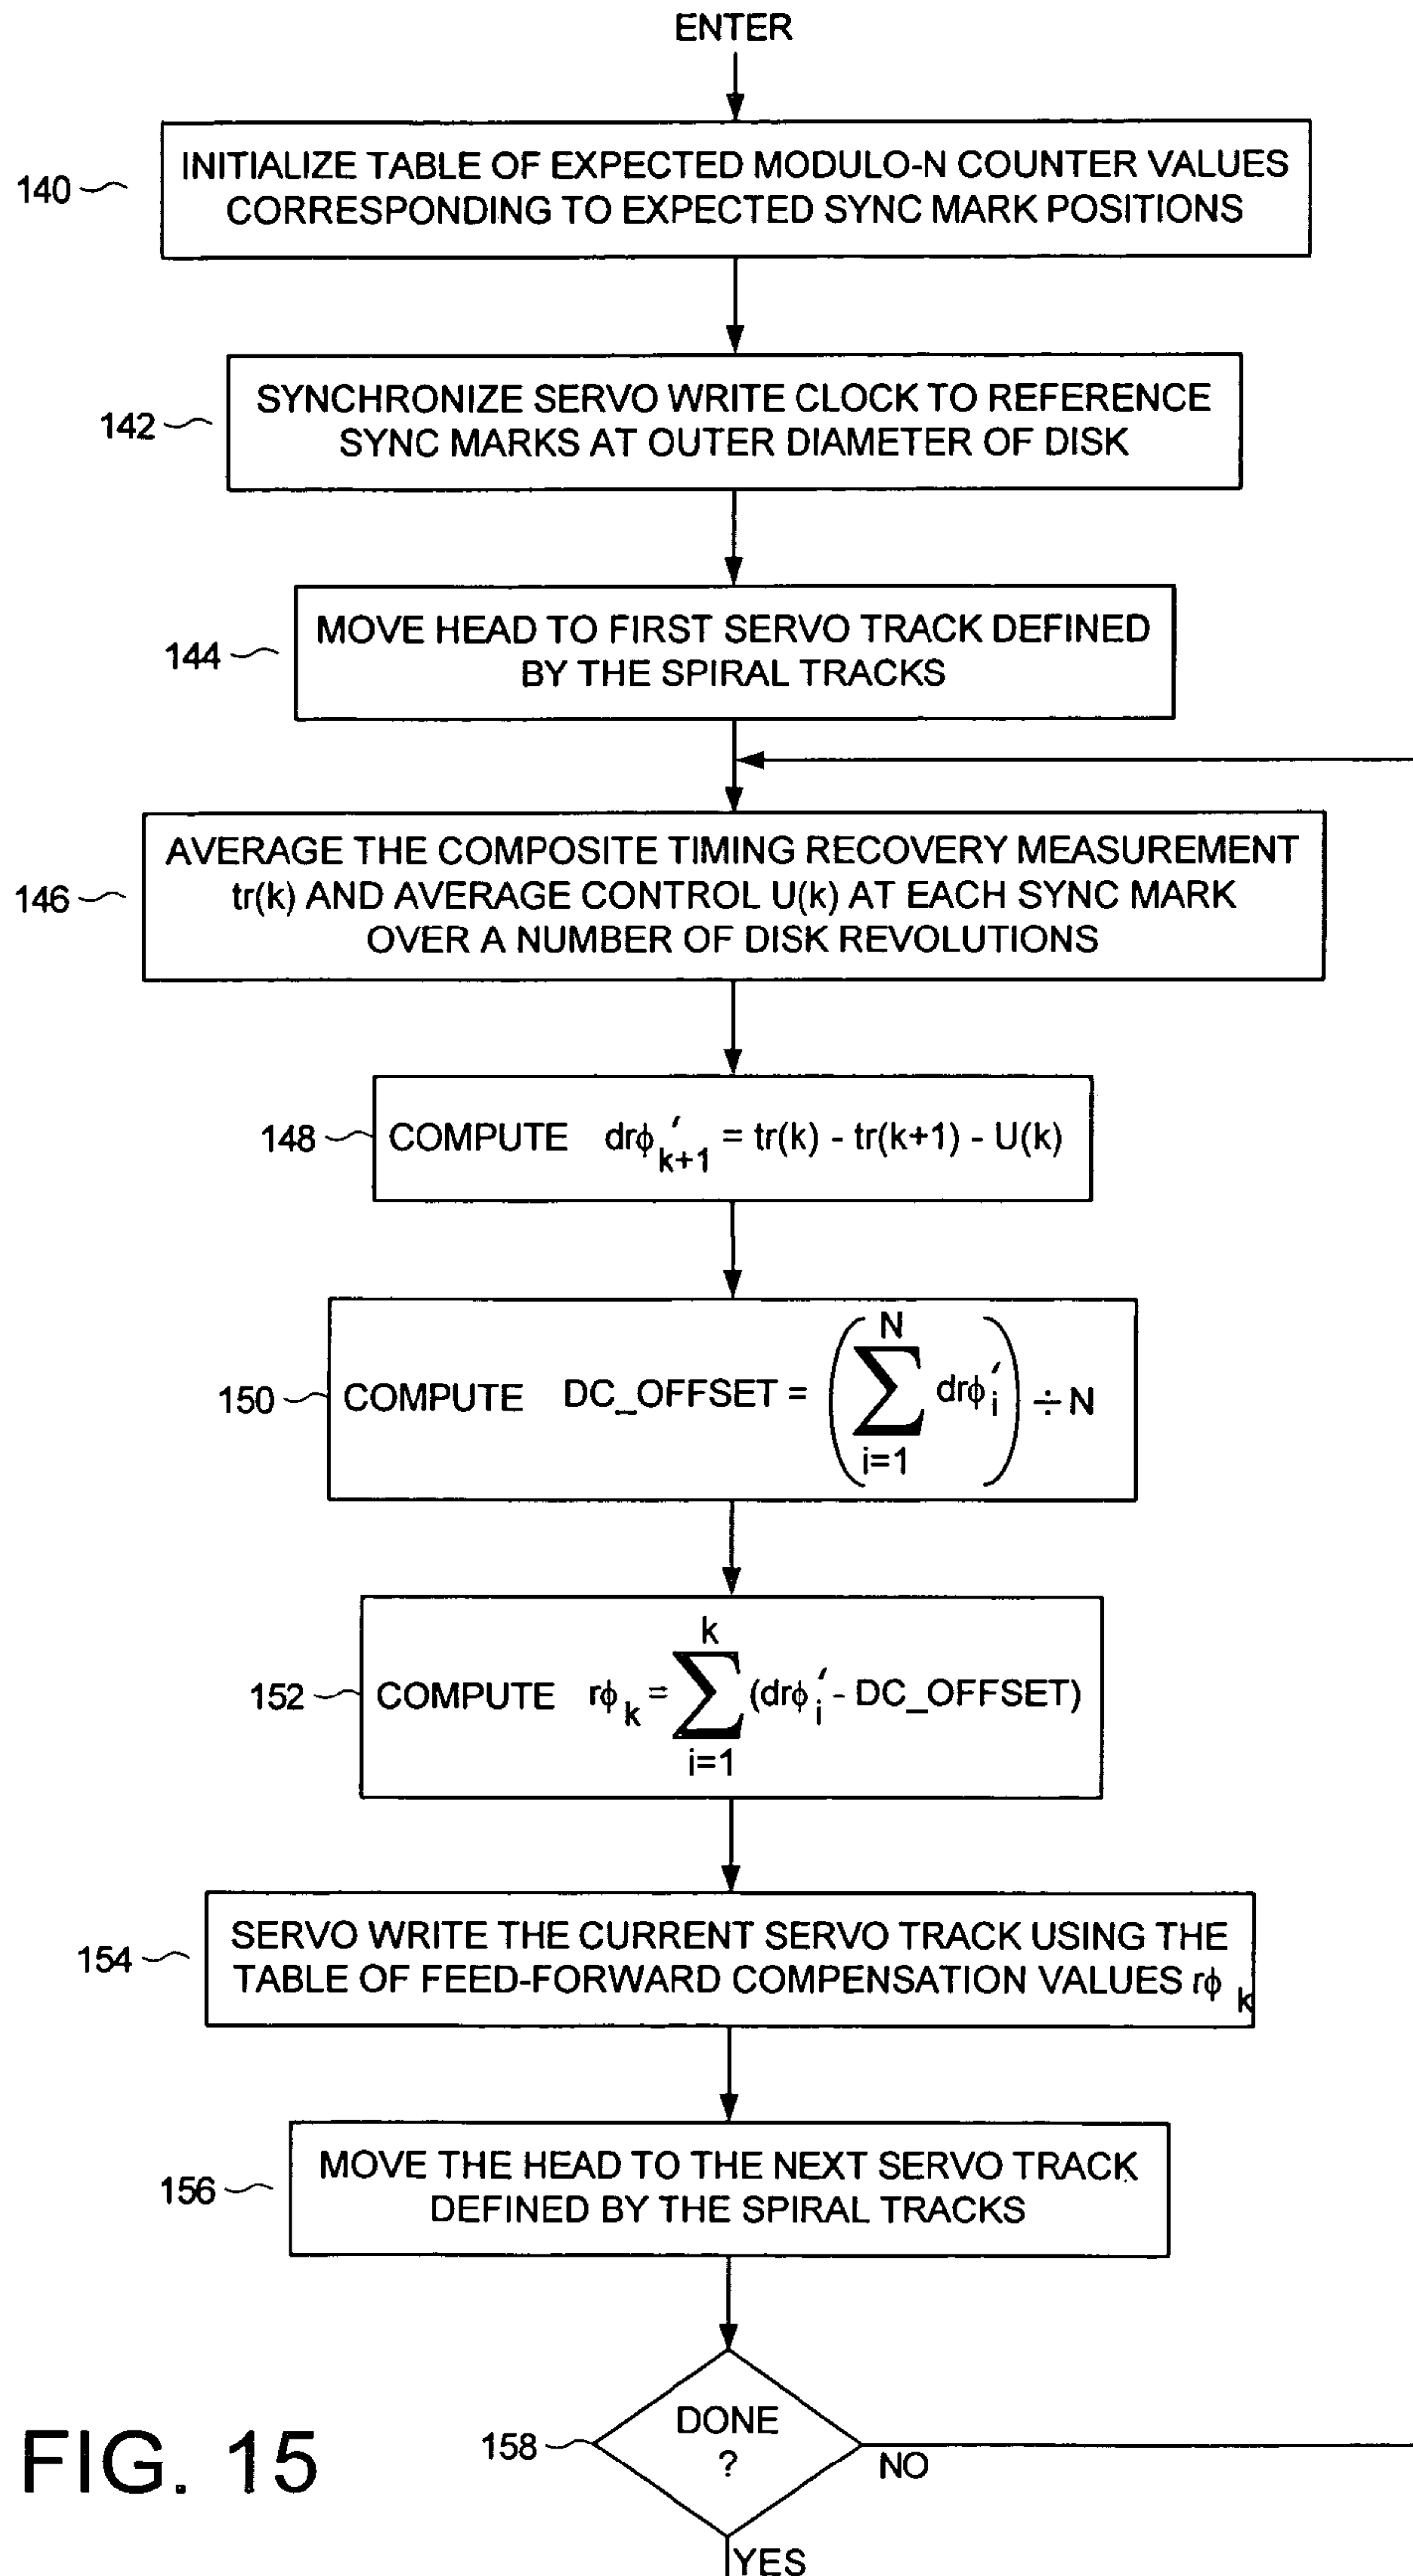 ENTER
140
INITIALIZE TABLE OF EXPECTED MODULO-N COUNTER VALUES
CORRESPONDING TO EXPECTED SYNC MARK POSITIONS
142
SYNCHRONIZE SERVO WRITE CLOCK TO REFERENCE
SYNC MARKS AT OUTER DIAMETER OF DISK
144
MOVE HEAD TO FIRST SERVO TRACK DEFINED
BY THE SPIRAL TRACKS
146
AVERAGE THE COMPOSITE TIMING RECOVERY MEASUREMENT
tr(k) AND AVERAGE CONTROL U(k) AT EACH SYNC MARK
OVER A NUMBER OF DISK REVOLUTIONS
148
COMPUTE drϕ′k+1 = tr(k) - tr(k+1) - U(k)
150
COMPUTE DC_OFFSET = (N∑i=1 drϕ′i) ÷ N
152
COMPUTE rϕk = k∑i=1 (drϕ′i - DC_OFFSET)
154
SERVO WRITE THE CURRENT SERVO TRACK USING THE
TABLE OF FEED-FORWARD COMPENSATION VALUES rϕk
156
MOVE THE HEAD TO THE NEXT SERVO TRACK
DEFINED BY THE SPIRAL TRACKS
158
DONE
?
NO
YES
FIG. 15